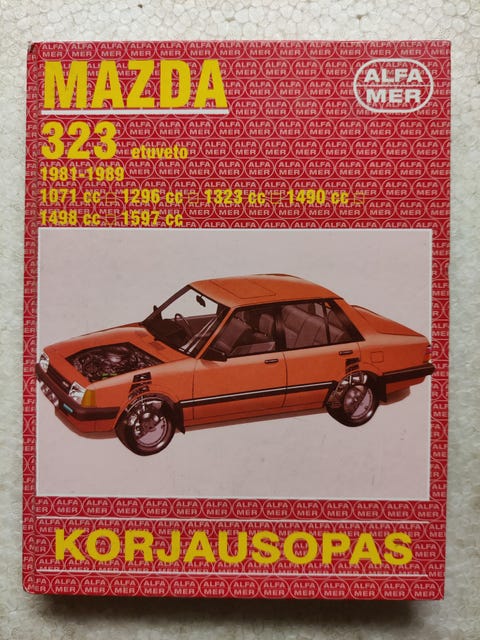 MAZDA
ALFA
MER
323 etuveto
1981-1989
1071 cc □ 1296 cc □ 1323 cc □ 1490 cc □
1498 cc □ 1597 cc
KORJAUSOPAS